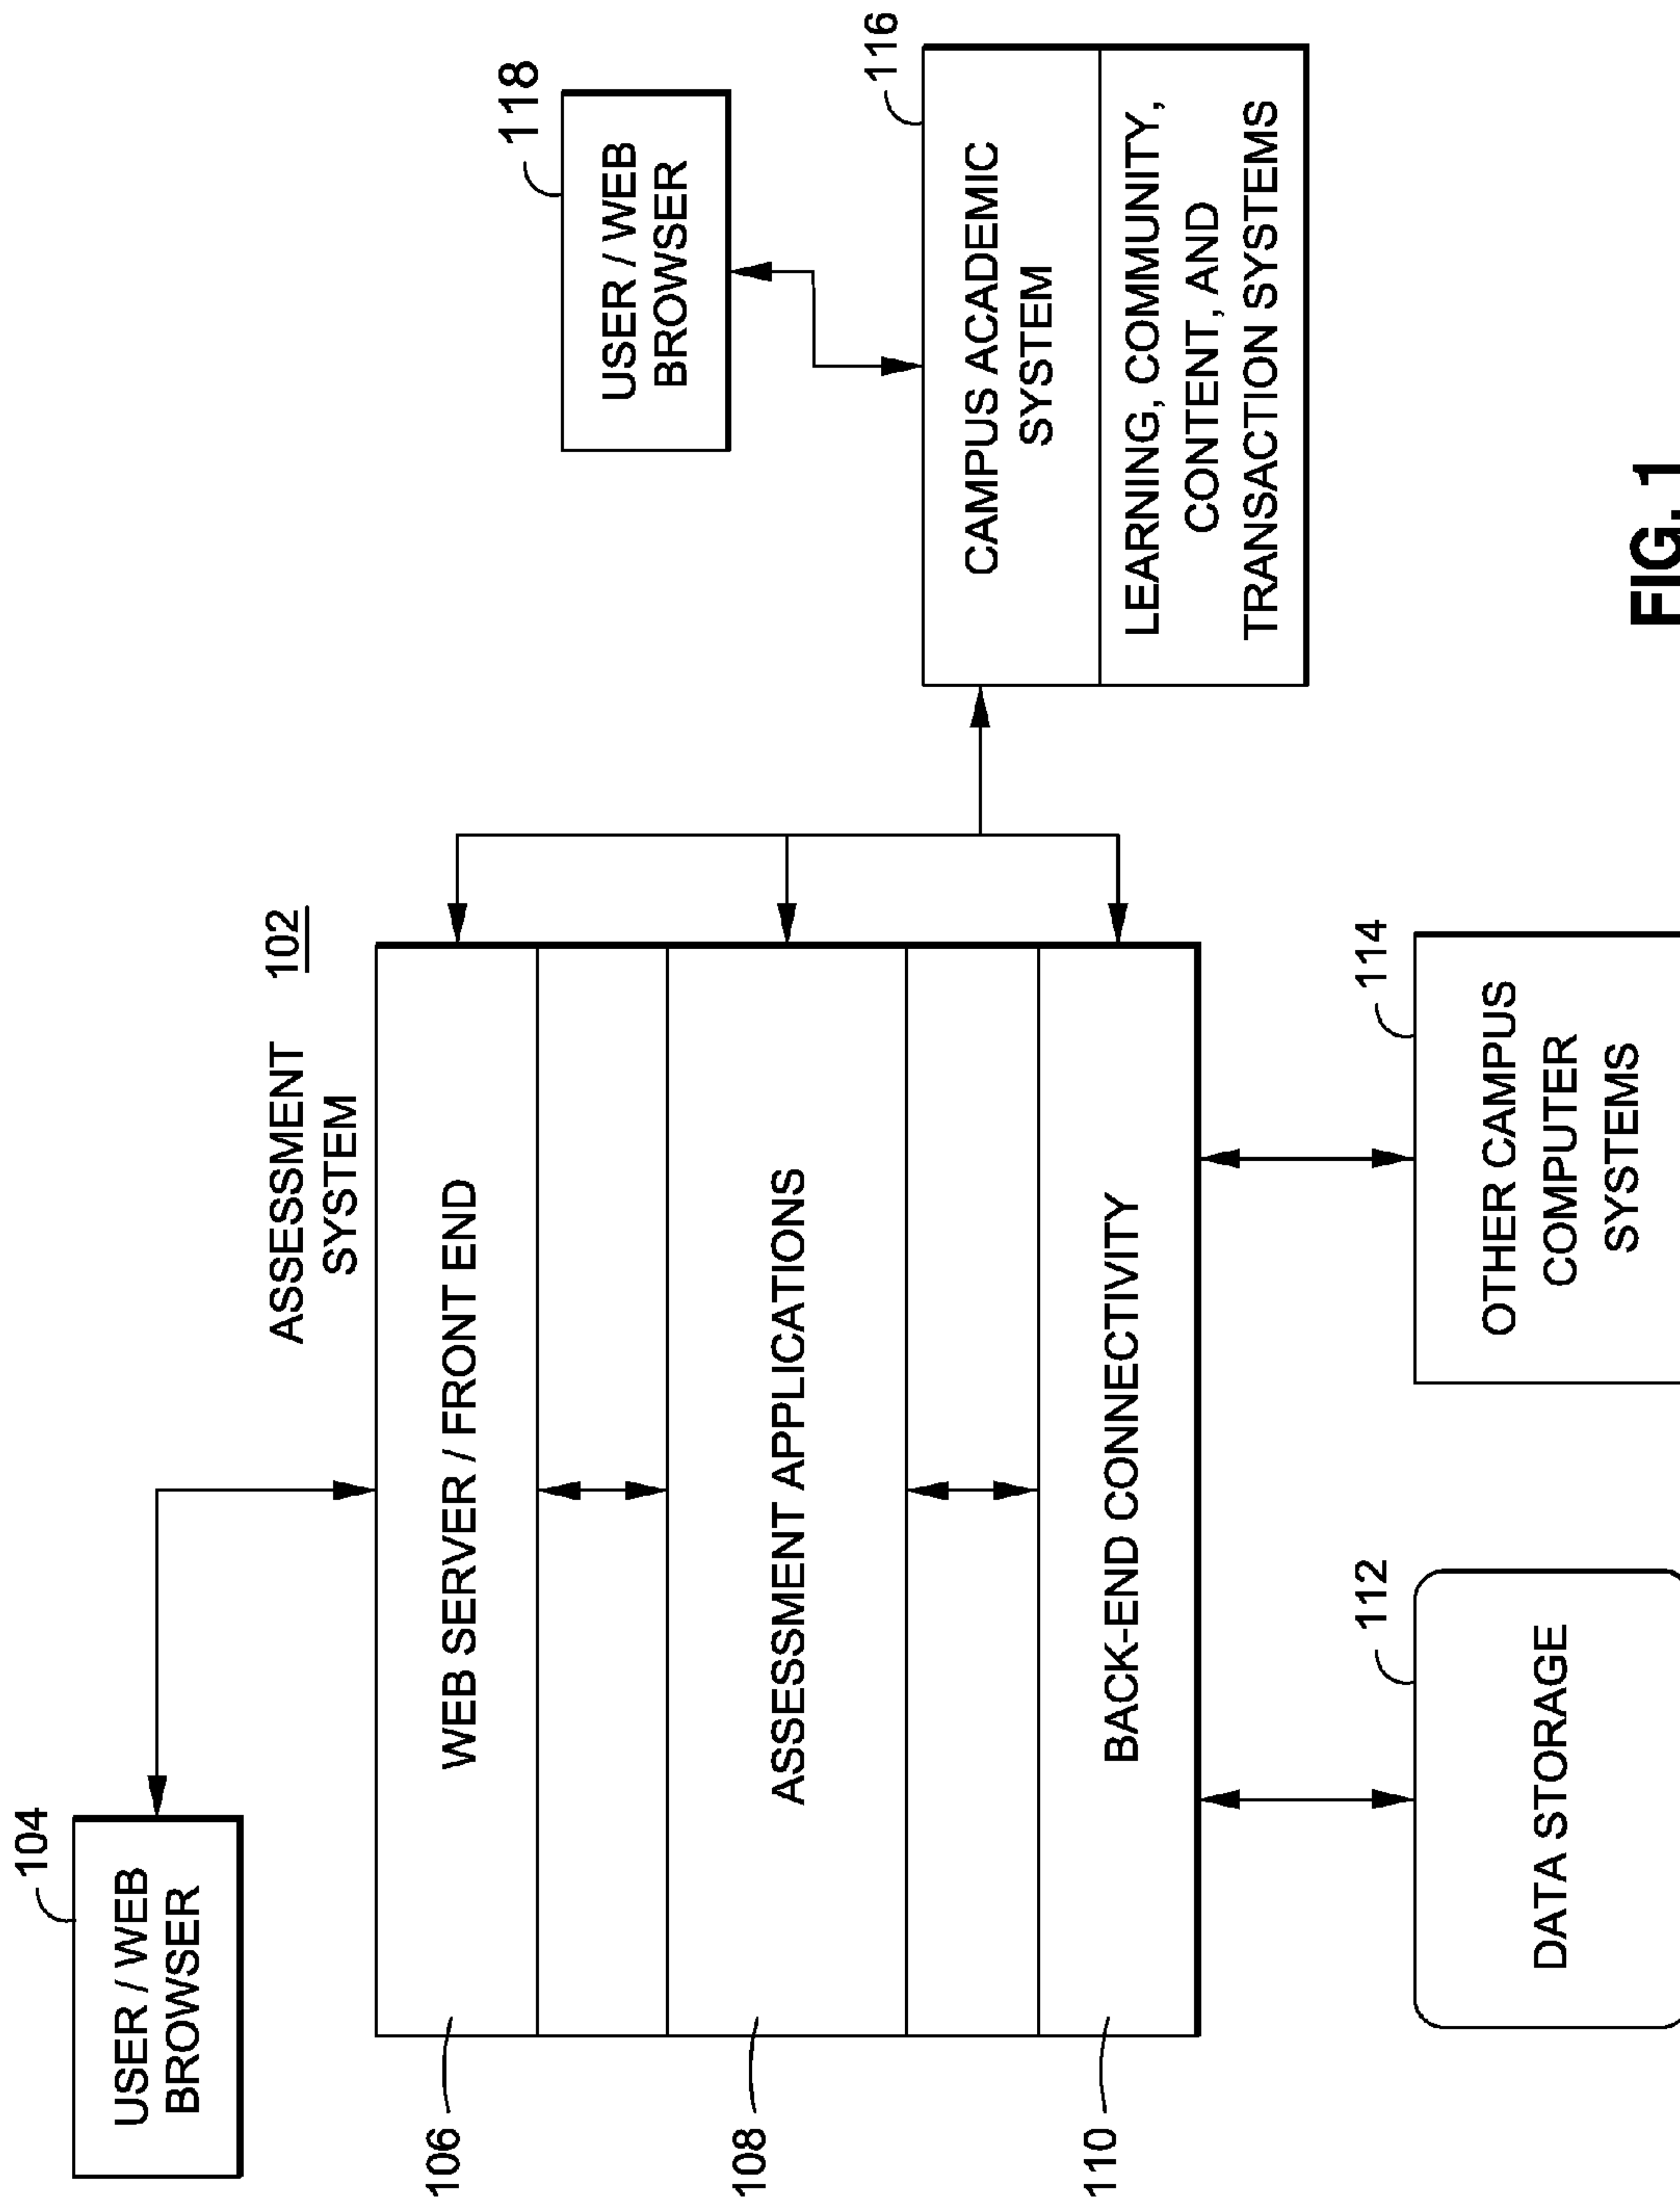 104
USER / WEB
BROWSER
118
USER / WEB
BROWSER
ASSESSMENT
SYSTEM
102
106
WEB SERVER / FRONT END
108
ASSESSMENT APPLICATIONS
110
BACK-END CONNECTIVITY
116
CAMPUS ACADEMIC
SYSTEM
LEARNING, COMMUNITY,
CONTENT, AND
TRANSACTION SYSTEMS
112
DATA STORAGE
114
OTHER CAMPUS
COMPUTER
SYSTEMS
FIG. 1